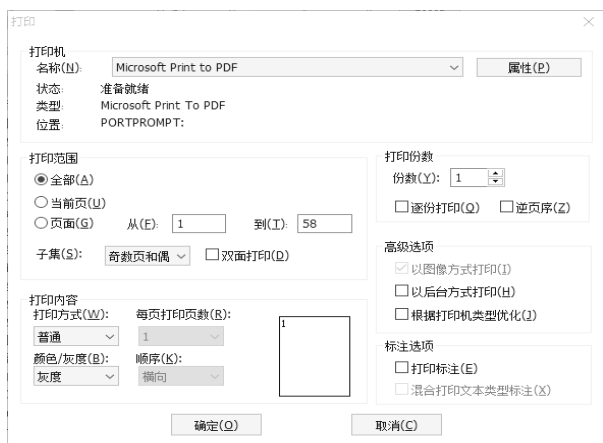 打印
打印机
名称(N): Microsoft Print to PDF 属性(P)
状态: 准备就绪
类型: Microsoft Print To PDF
位置: PORTPROMPT:
打印范围
全部(A)
当前页(U)
页面(G) 从(F): 1 到(T): 58
子集(S): 奇数页和偶 双面打印(D)
打印份数
份数(Y): 1
逐份打印(O) 逆页序(Z)
高级选项
以图像方式打印(I)
以后台方式打印(H)
根据打印机类型优化(J)
打印内容
打印方式(W): 每页打印页数(R):
普通 1
颜色/灰度(B): 顺序(K):
灰度 横向
1
标注选项
打印标注(E)
混合打印文本类型标注(X)
确定(O) 取消(C)